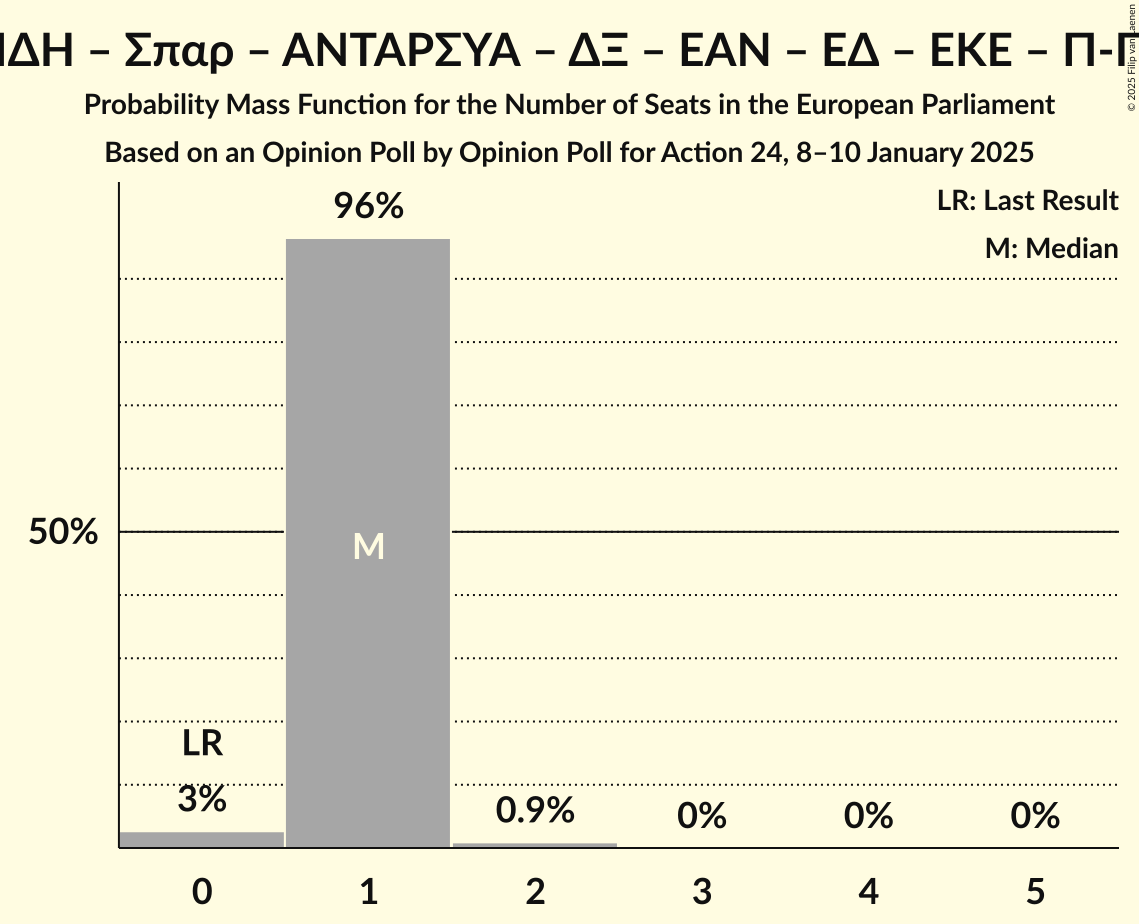 ΔΗ – Σπαρ – ΑΝΤΑΡΣΥΑ – ΔΞ – ΕΑΝ – ΕΔ – ΕΚΕ – Π-
Probability Mass Function for the Number of Seats in the European Parliament
Based on an Opinion Poll by Opinion Poll for Action 24, 8–10 January 2025
© 2025 Filip van Laenen
LR: Last Result
M: Median
96%
50%
M
LR
3%
0.9%
0%
0%
0%
0
1
2
3
4
5